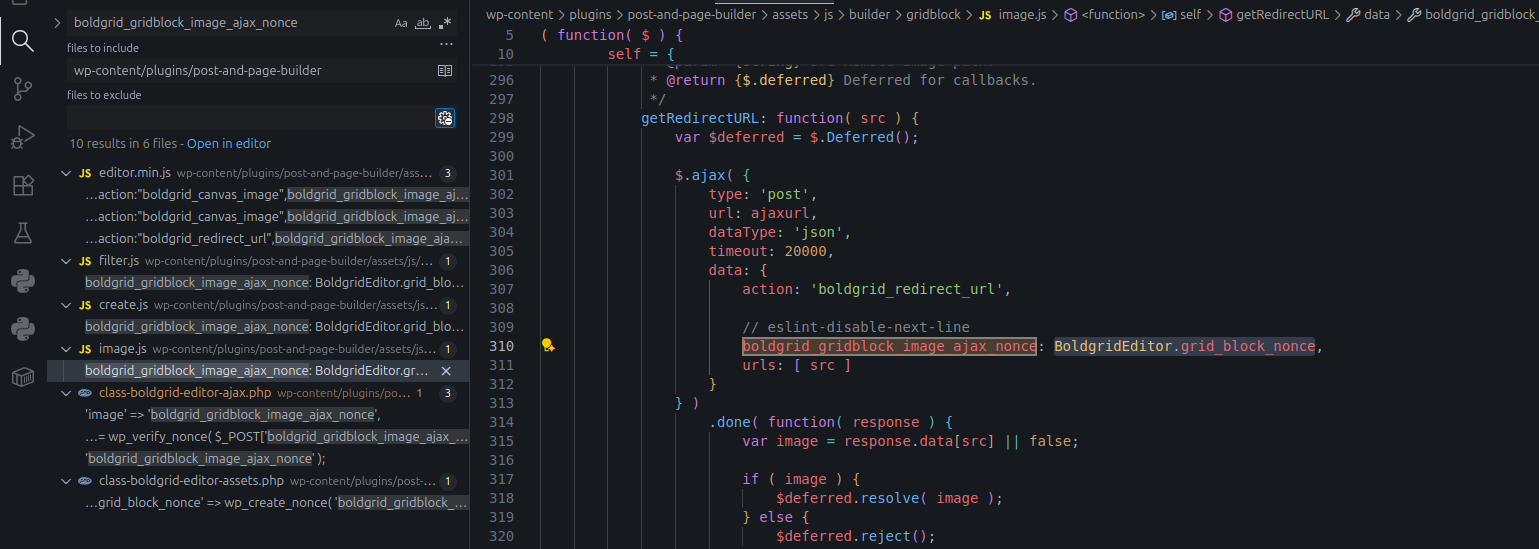 boldgrid_gridblock_image_ajax_nonce
Aa ab .*
files to include
...
wp-content/plugins/post-and-page-builder
files to exclude
10 results in 6 files - Open in editor
JS editor.min.js wp-content/plugins/post-and-page-builder/ass... 3
...action:"boldgrid_canvas_image",boldgrid_gridblock_image_aj...
...action:"boldgrid_canvas_image",boldgrid_gridblock_image_aj...
...action:"boldgrid_redirect_url",boldgrid_gridblock_image_aja...
JS filter.js wp-content/plugins/post-and-page-builder/assets/js/... 1
boldgrid_gridblock_image_ajax_nonce: BoldgridEditor.grid_blo...
JS create.js wp-content/plugins/post-and-page-builder/assets/js... 1
boldgrid_gridblock_image_ajax_nonce: BoldgridEditor.grid_blo...
JS image.js wp-content/plugins/post-and-page-builder/assets/js... 1
boldgrid_gridblock_image_ajax_nonce: BoldgridEditor.gr...
class-boldgrid-editor-ajax.php wp-content/plugins/po... 1 3
'image' => 'boldgrid_gridblock_image_ajax_nonce',
...= wp_verify_nonce( $_POST['boldgrid_gridblock_image_ajax_...
'boldgrid_gridblock_image_ajax_nonce' );
class-boldgrid-editor-assets.php wp-content/plugins/post-... 1
...grid_block_nonce' => wp_create_nonce( 'boldgrid_gridblock_...
wp-content > plugins > post-and-page-builder > assets > js > builder > gridblock > JS image.js > <function> > self > getRedirectURL > data > boldgrid_gridblock_
5 ( function( $ ) {
10 self = {
296 * @return {$.deferred} Deferred for callbacks.
297 */
298 getRedirectURL: function( src ) {
299 var $deferred = $.Deferred();
300
301 $.ajax( {
302 type: 'post',
303 url: ajaxurl,
304 dataType: 'json',
305 timeout: 20000,
306 data: {
307 action: 'boldgrid_redirect_url',
308
309 // eslint-disable-next-line
310 boldgrid_gridblock_image_ajax_nonce: BoldgridEditor.grid_block_nonce,
311 urls: [ src ]
312 }
313 } )
314 .done( function( response ) {
315 var image = response.data[src] || false;
316
317 if ( image ) {
318 $deferred.resolve( image );
319 } else {
320 $deferred.reject();